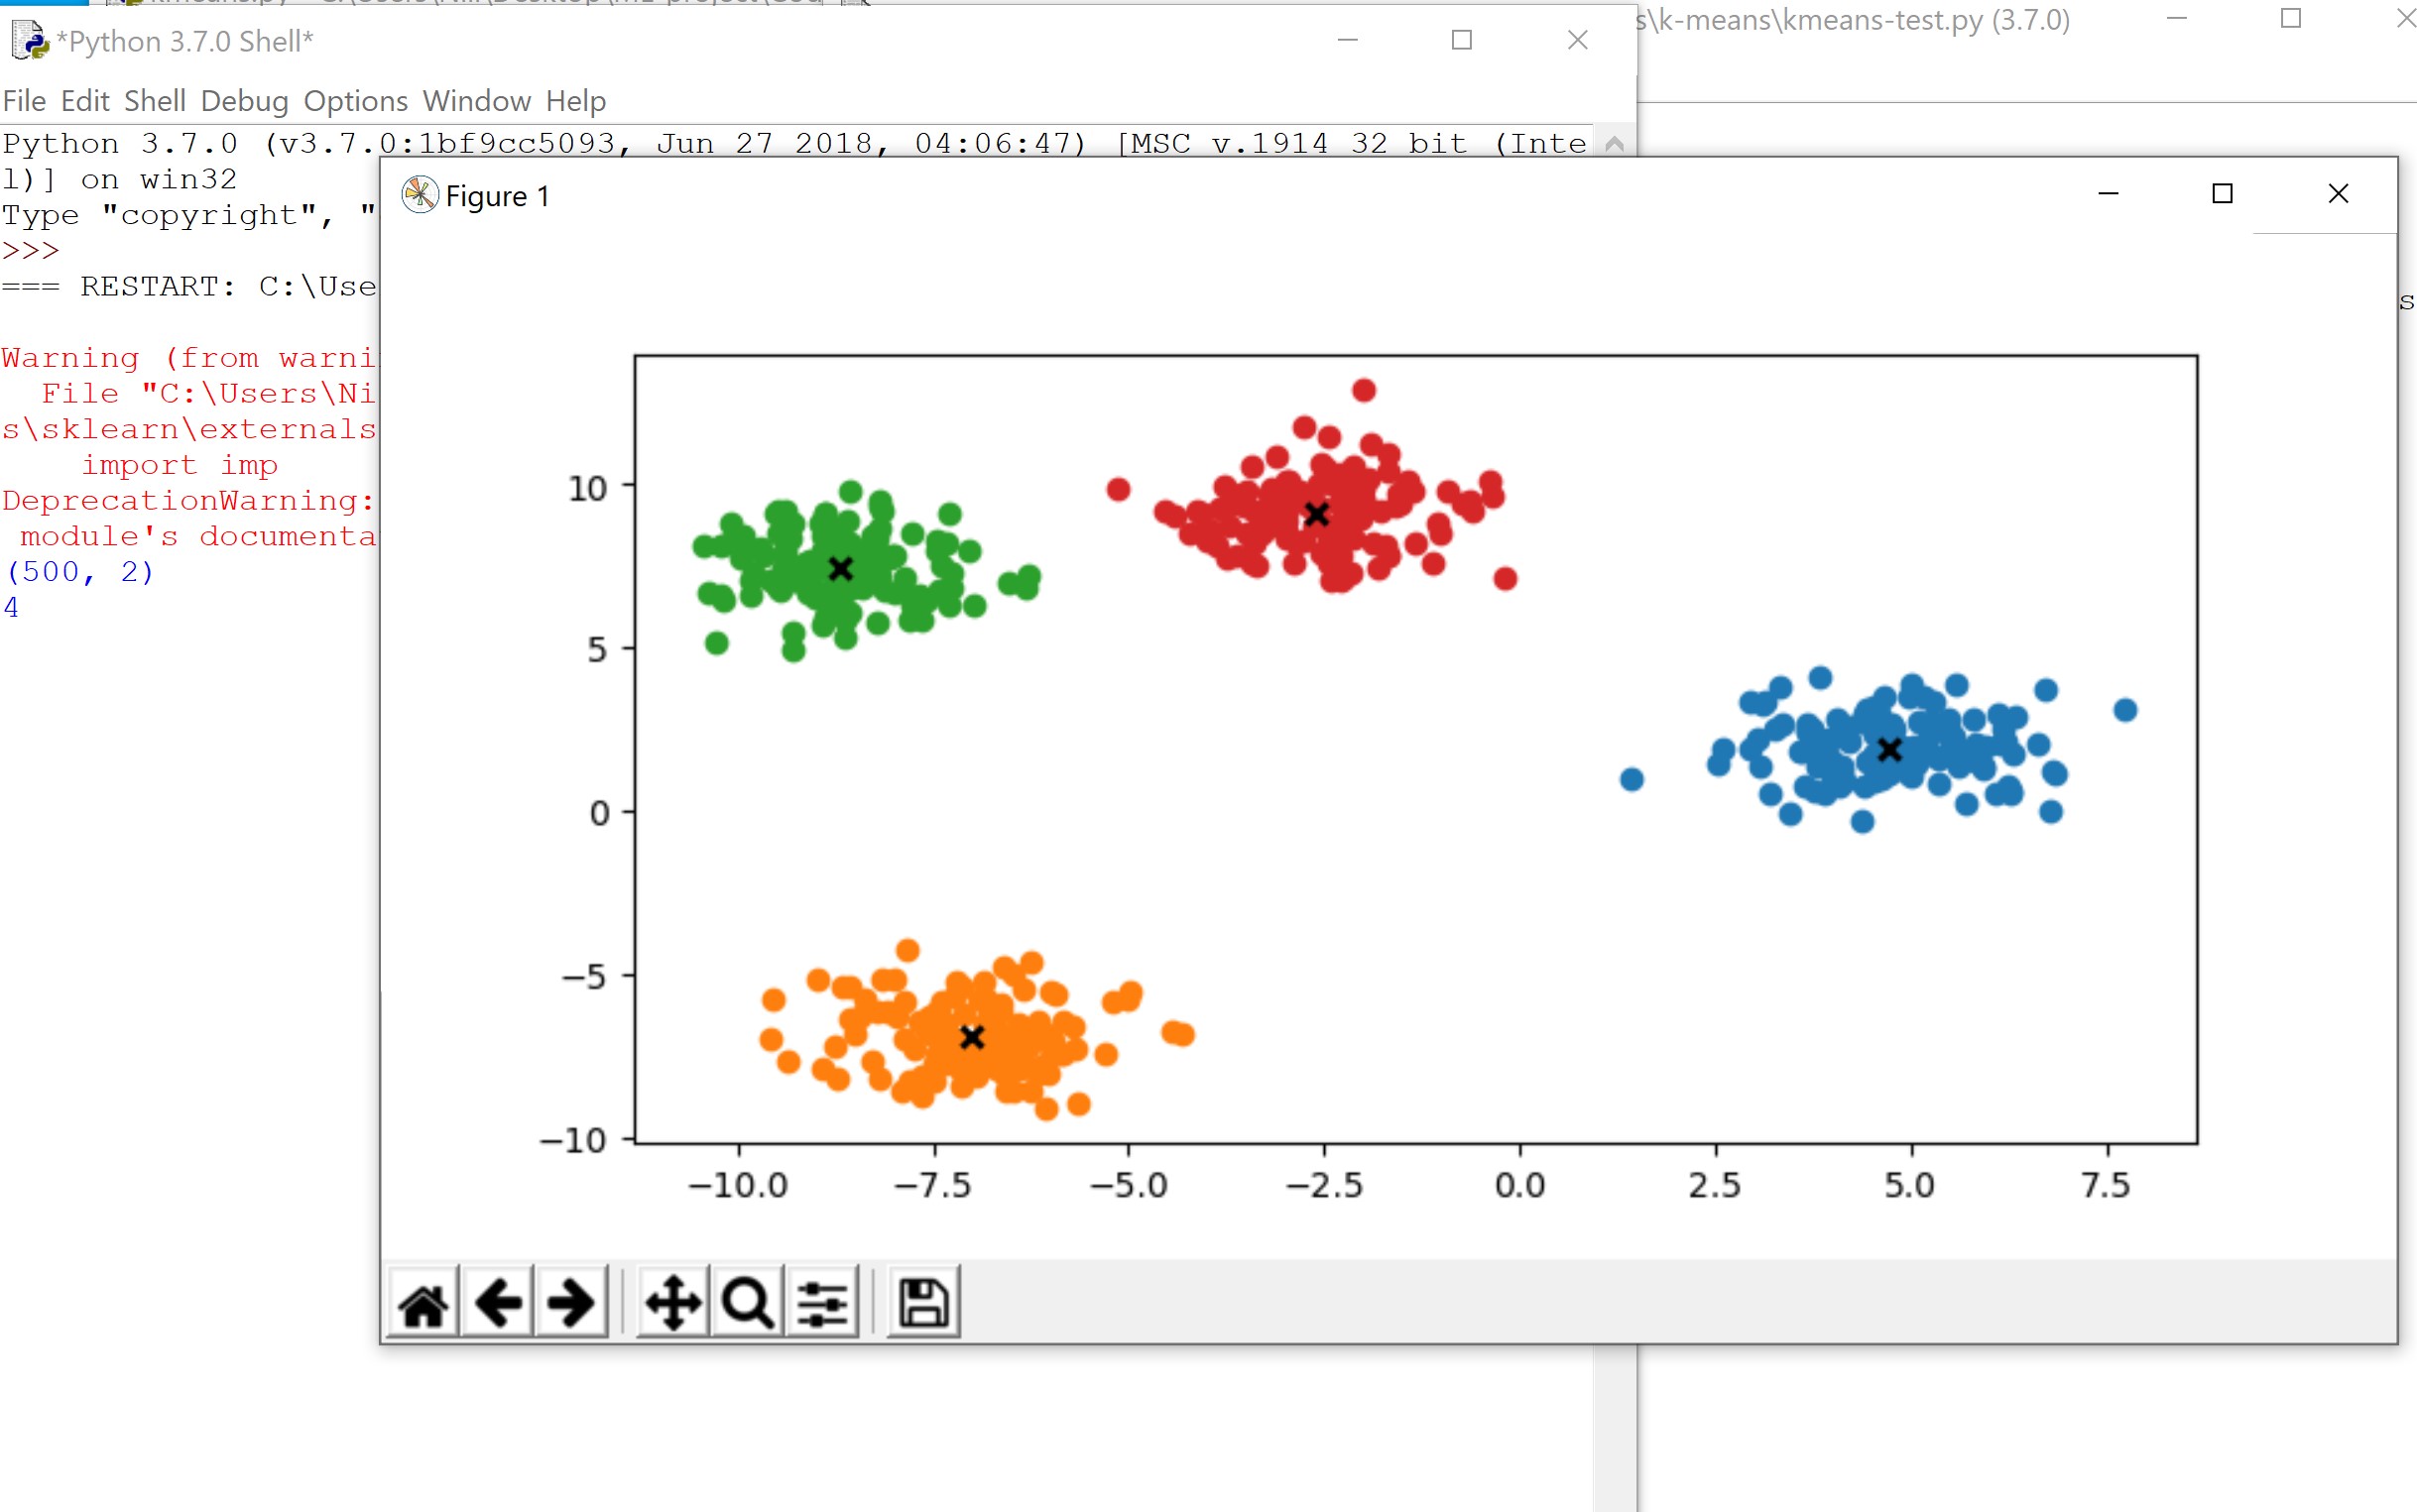 *Python 3.7.0 Shell*
s\k-means\kmeans-test.py (3.7.0)
File Edit Shell Debug Options Window Help
Python 3.7.0 (v3.7.0:1bf9cc5093, Jun 27 2018, 04:06:47) [MSC v.1914 32 bit (Inte
l)] on win32
Type "copyright", "
>>>
=== RESTART: C:\Use
Warning (from warni
File "C:\Users\Ni
s\sklearn\externals
import imp
DeprecationWarning:
module's documenta
(500, 2)
4
s
Figure 1
10
5
0
−5
−10
−10.0 −7.5 −5.0 −2.5 0.0 2.5 5.0 7.5